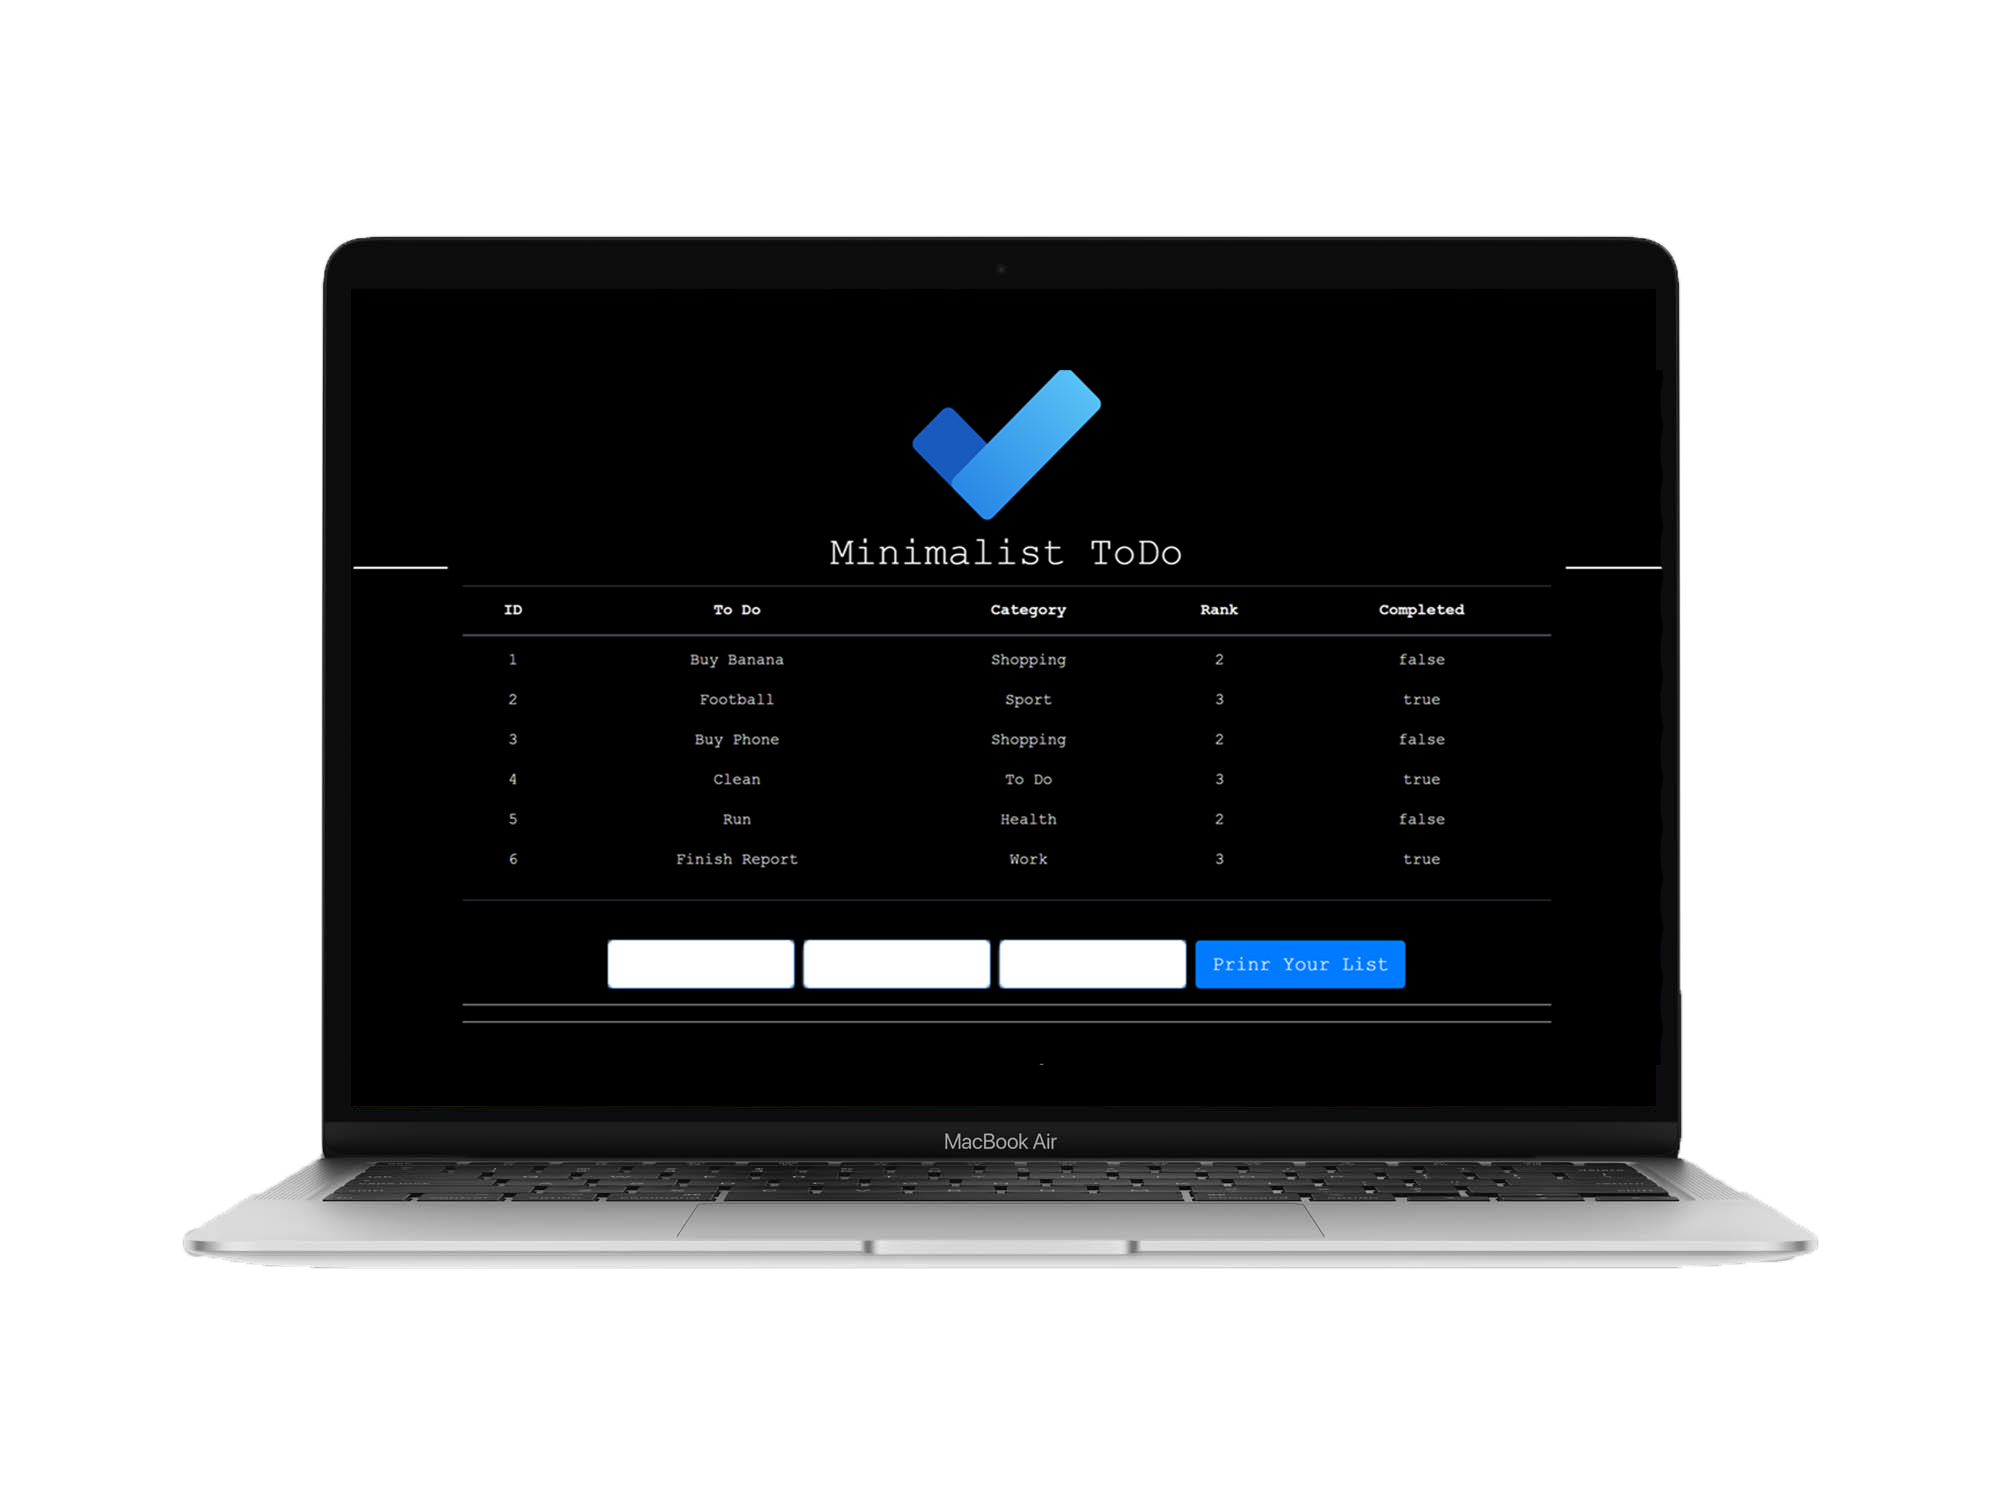 Minimalist ToDo
ID To Do Category Rank Completed
1 Buy Banana Shopping 2 false
2 Football Sport 3 true
3 Buy Phone Shopping 2 false
4 Clean To Do 3 true
5 Run Health 2 false
6 Finish Report Work 3 true
Prinr Your List
MacBook Air